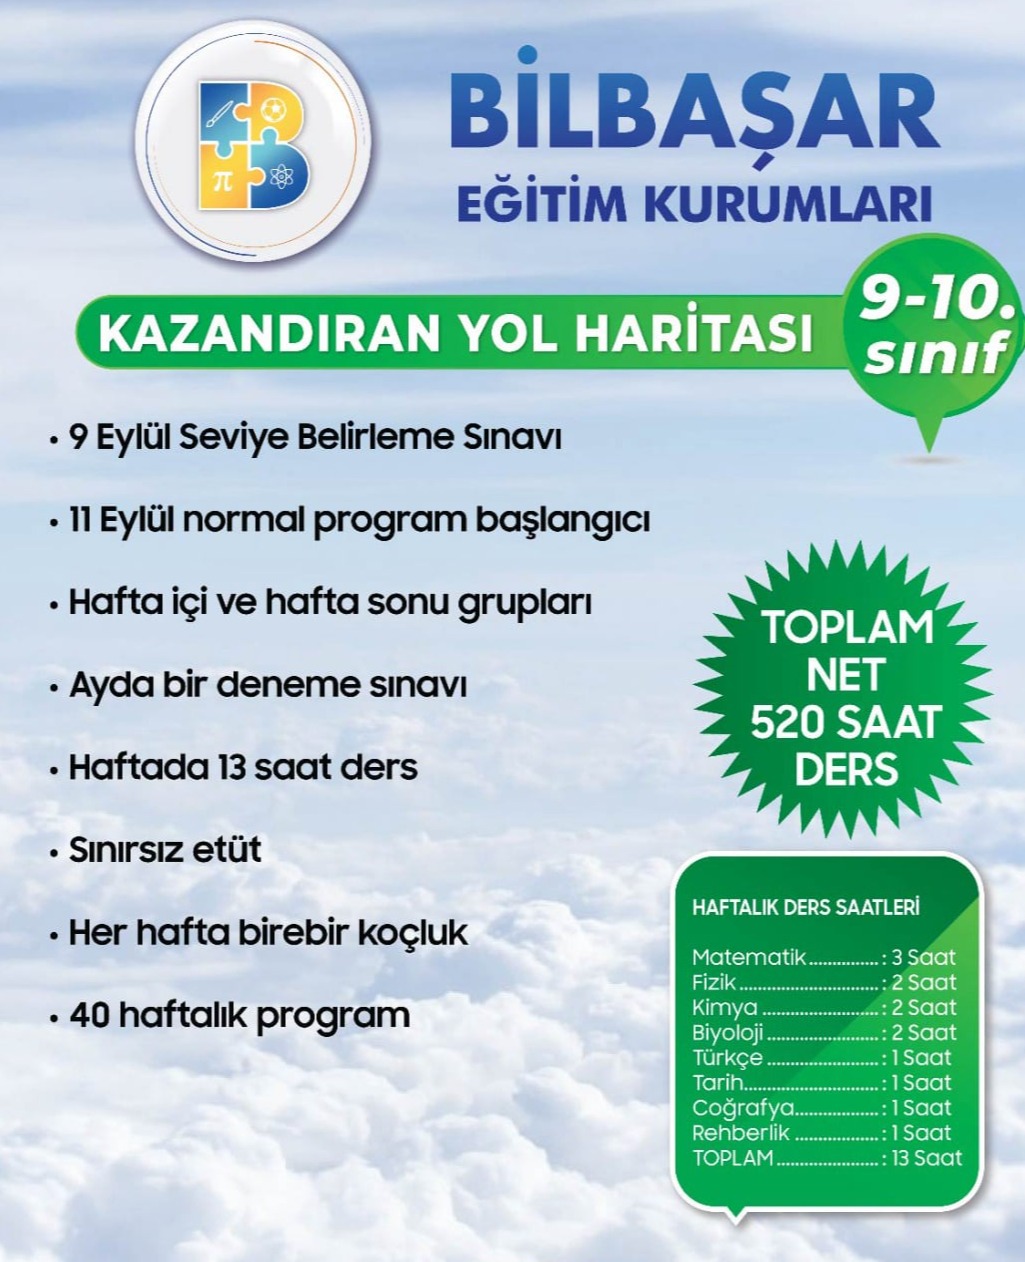 BİLBAŞAR
EĞİTİM KURUMLARI
KAZANDIRAN YOL HARİTASI
9-10.
sınıf
• 9 Eylül Seviye Belirleme Sınavı
• 11 Eylül normal program başlangıcı
• Hafta içi ve hafta sonu grupları
• Ayda bir deneme sınavı
• Haftada 13 saat ders
• Sınırsız etüt
• Her hafta birebir koçluk
• 40 haftalık program
TOPLAM
NET
520 SAAT
DERS
HAFTALIK DERS SAATLERİ
Matematik................: 3 Saat
Fizik................................: 2 Saat
Kimya...........................: 2 Saat
Biyoloji..........................: 2 Saat
Türkçe..........................: 1 Saat
Tarih...............................: 1 Saat
Coğrafya...................: 1 Saat
Rehberlik...................: 1 Saat
TOPLAM.......................: 13 Saat